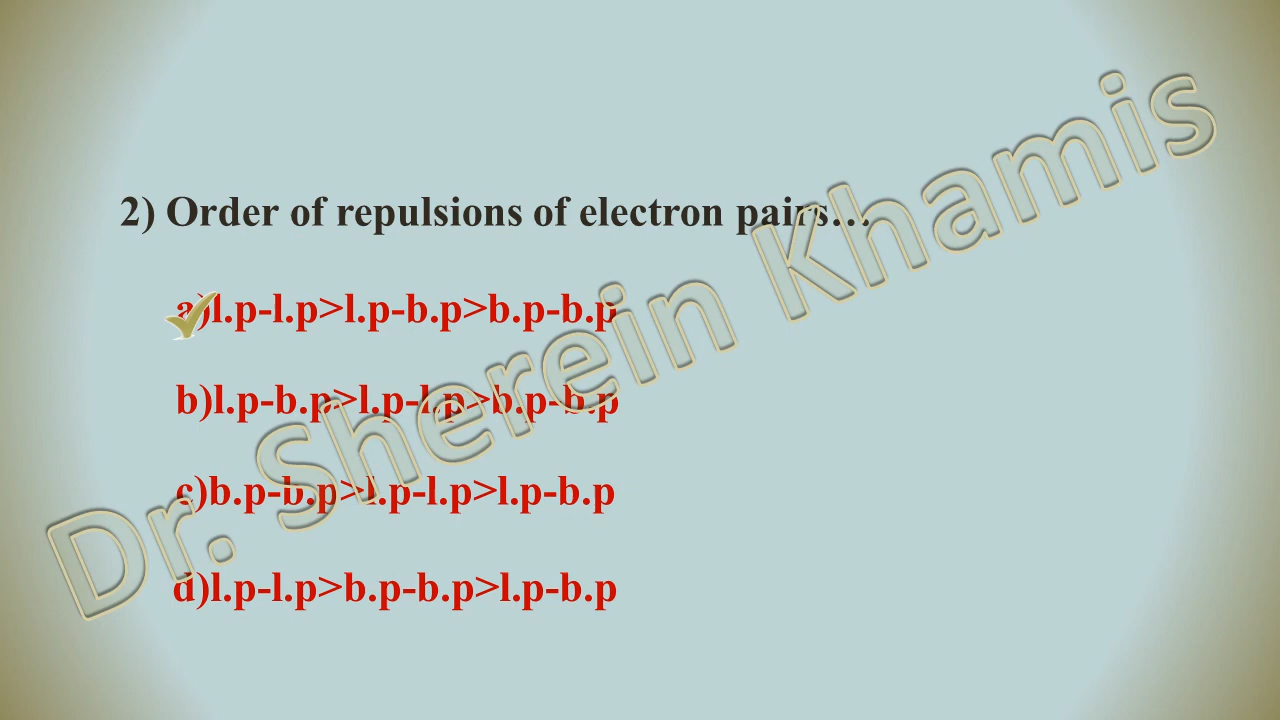 2) Order of repulsions of electron pairs…
a)l.p-l.p>l.p-b.p>b.p-b.p
b)l.p-b.p>l.p-l.p>b.p-b.p
c)b.p-b.p>l.p-l.p>l.p-b.p
d)l.p-l.p>b.p-b.p>l.p-b.p
Dr. Sherein Khamis